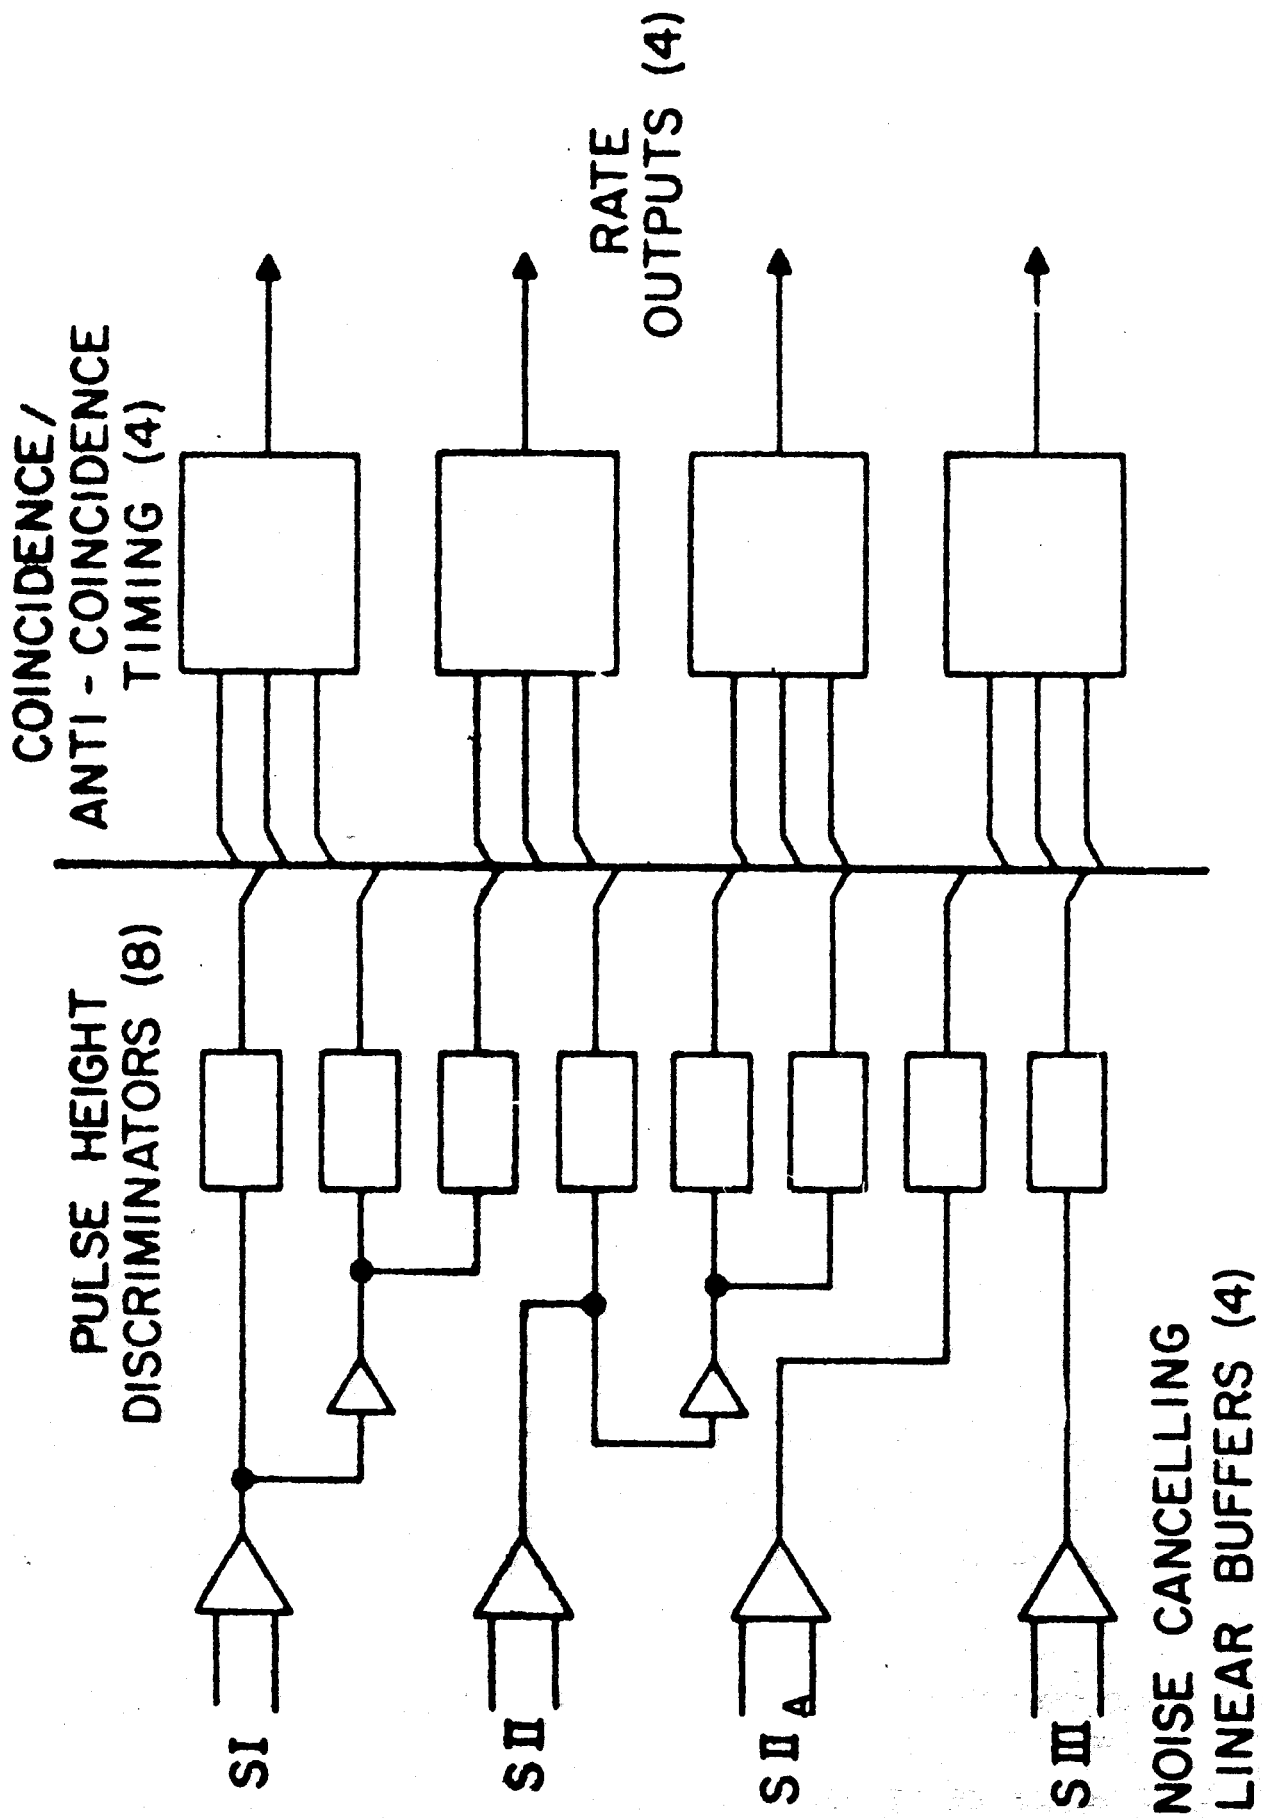 COINCIDENCE/
ANTI-COINCIDENCE
TIMING (4)
PULSE HEIGHT
DISCRIMINATORS (8)
RATE
OUTPUTS (4)
SI
SII
SII A
SIII
NOISE CANCELLING
LINEAR BUFFERS (4)